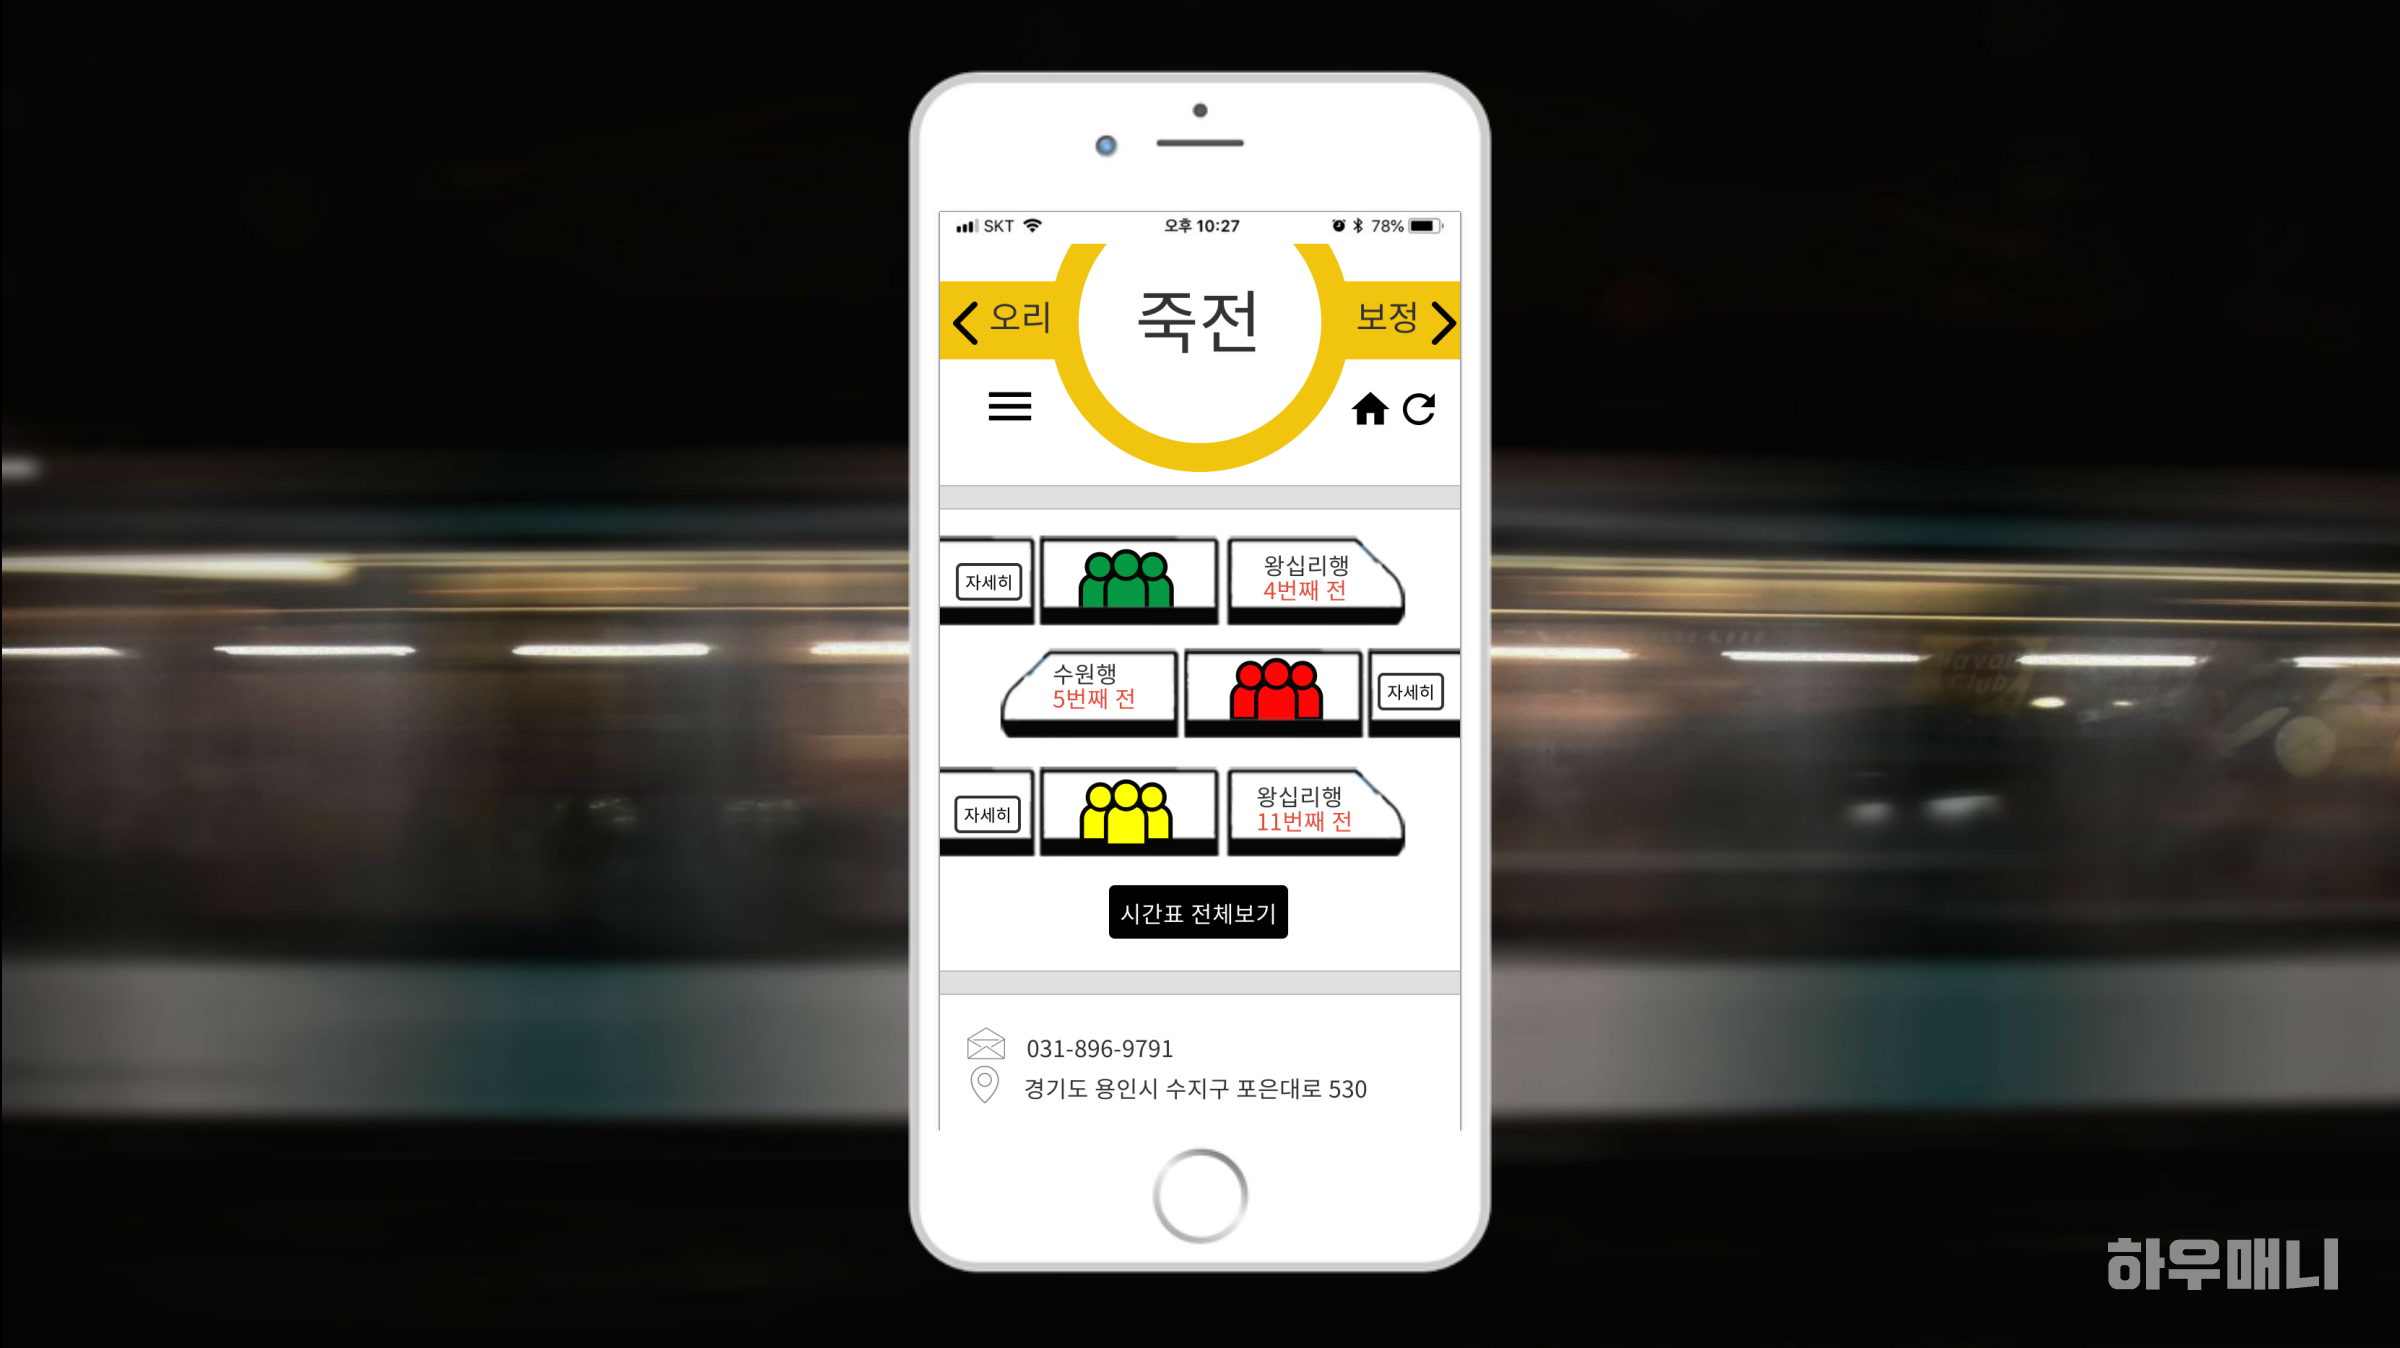 SKT
오후 10:27
78%
오리
죽전
보정
자세히
왕십리행
4번째 전
수원행
5번째 전
자세히
자세히
왕십리행
11번째 전
시간표 전체보기
031-896-9791
경기도 용인시 수지구 포은대로 530
하우매니